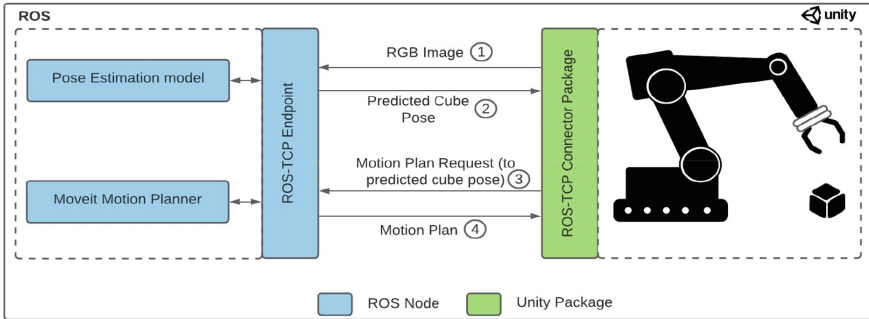 ROS
unity
Pose Estimation model
Moveit Motion Planner
ROS-TCP Endpoint
RGB Image 1
Predicted Cube
Pose 2
Motion Plan Request (to
predicted cube pose) 3
Motion Plan 4
ROS-TCP Connector Package
ROS Node
Unity Package